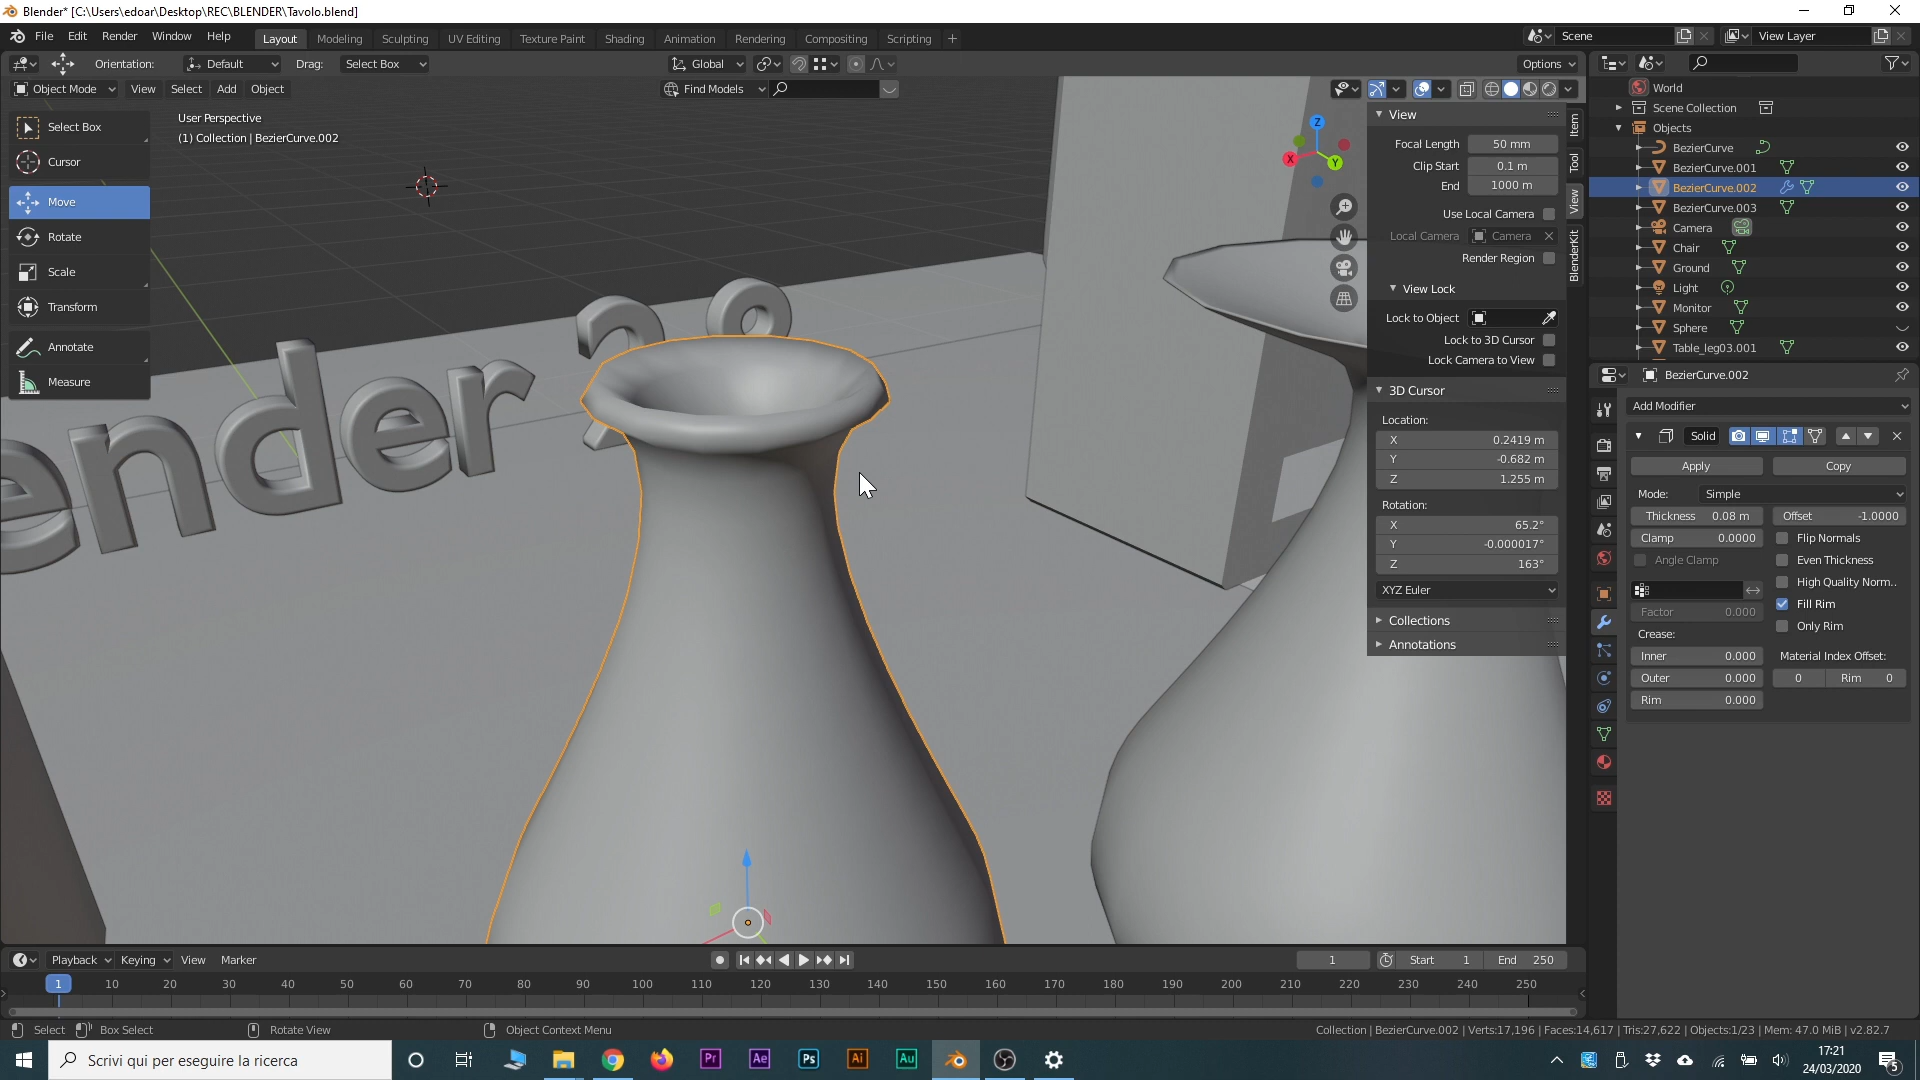 Blender* [C:\Users\edoar\Desktop\REC\BLENDER\Tavolo.blend]
File Edit Render Window Help
Layout Modeling Sculpting UV Editing Texture Paint Shading Animation Rendering Compositing Scripting +
Scene
View Layer
Orientation: Default Drag: Select Box
Global
Options
Object Mode View Select Add Object
Find Models
User Perspective
(1) Collection | BezierCurve.002
Select Box
Cursor
Move
Rotate
Scale
Transform
Annotate
Measure
ender 2.8
Z
X
Y
View
Focal Length 50 mm
Clip Start 0.1 m
End 1000 m
Use Local Camera
Local Camera Camera
Render Region
View Lock
Lock to Object
Lock to 3D Cursor
Lock Camera to View
3D Cursor
Location:
X 0.2419 m
Y -0.682 m
Z 1.255 m
Rotation:
X 65.2°
Y -0.000017°
Z 163°
XYZ Euler
Collections
Annotations
Item
Tool
View
BlenderKit
World
Scene Collection
Objects
BezierCurve
BezierCurve.001
BezierCurve.002
BezierCurve.003
Camera
Chair
Ground
Light
Monitor
Sphere
Table_leg03.001
BezierCurve.002
Add Modifier
Solid
Apply Copy
Mode: Simple
Thickness 0.08 m Offset -1.0000
Clamp 0.0000 Flip Normals
Angle Clamp Even Thickness
High Quality Norm..
Factor 0.000 Fill Rim
Crease: Only Rim
Inner 0.000 Material Index Offset:
Outer 0.000 0 Rim 0
Rim 0.000
Playback Keying View Marker
1 Start 1 End 250
1 10 20 30 40 50 60 70 80 90 100 110 120 130 140 150 160 170 180 190 200 210 220 230 240 250
Select Box Select Rotate View Object Context Menu
Collection | BezierCurve.002 | Verts:17,196 | Faces:14,617 | Tris:27,622 | Objects:1/23 | Mem: 47.0 MiB | v2.82.7
Scrivi qui per eseguire la ricerca
Pr Ae Ps Ai Au
17:21
24/03/2020
5